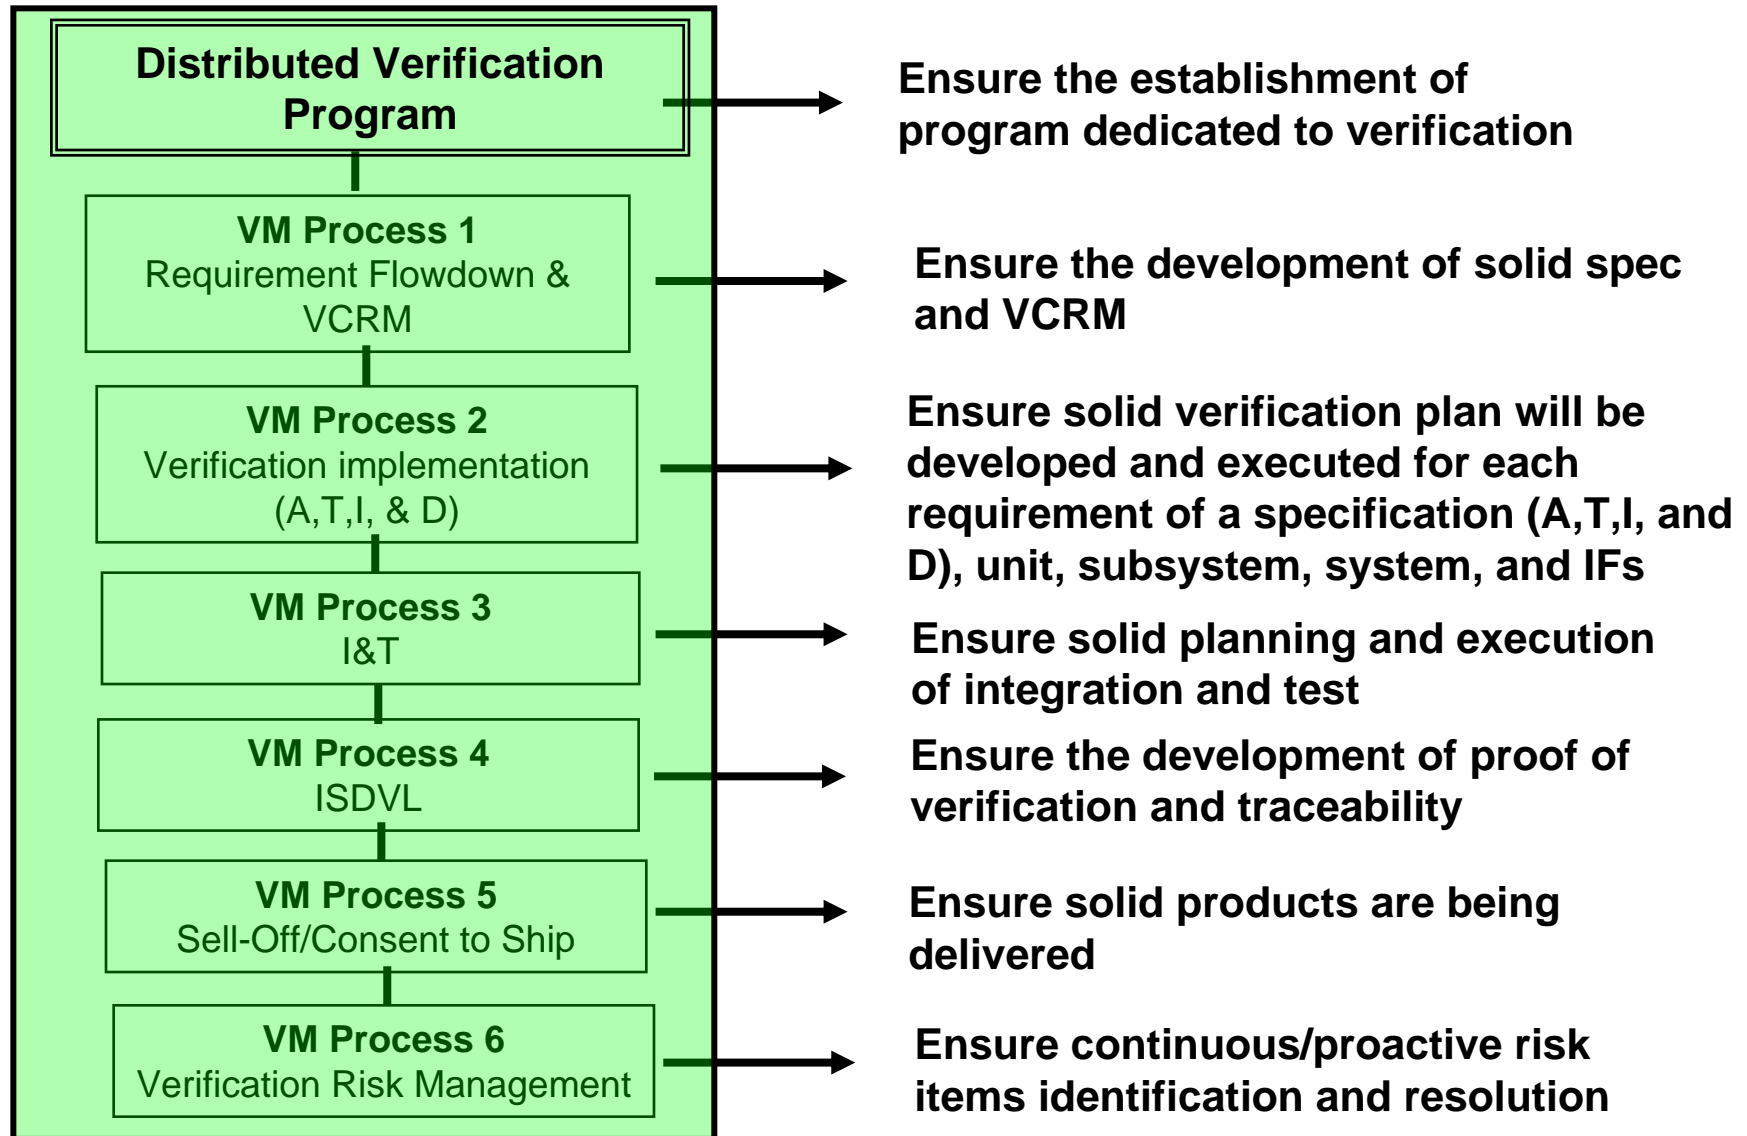 Distributed Verification
Program
Ensure the establishment of
program dedicated to verification
VM Process 1
Requirement Flowdown &
VCRM
Ensure the development of solid spec
and VCRM
VM Process 2
Verification implementation
(A,T,I, & D)
Ensure solid verification plan will be
developed and executed for each
requirement of a specification (A,T,I, and
D), unit, subsystem, system, and IFs
VM Process 3
I&T
Ensure solid planning and execution
of integration and test
VM Process 4
ISDVL
Ensure the development of proof of
verification and traceability
VM Process 5
Sell-Off/Consent to Ship
Ensure solid products are being
delivered
VM Process 6
Verification Risk Management
Ensure continuous/proactive risk
items identification and resolution